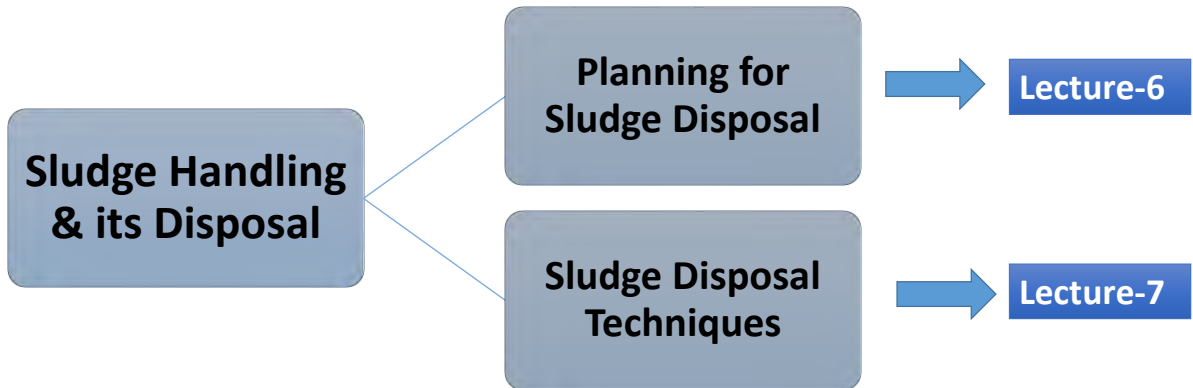 Sludge Handling
& its Disposal
Planning for
Sludge Disposal
Lecture-6
Sludge Disposal
Techniques
Lecture-7